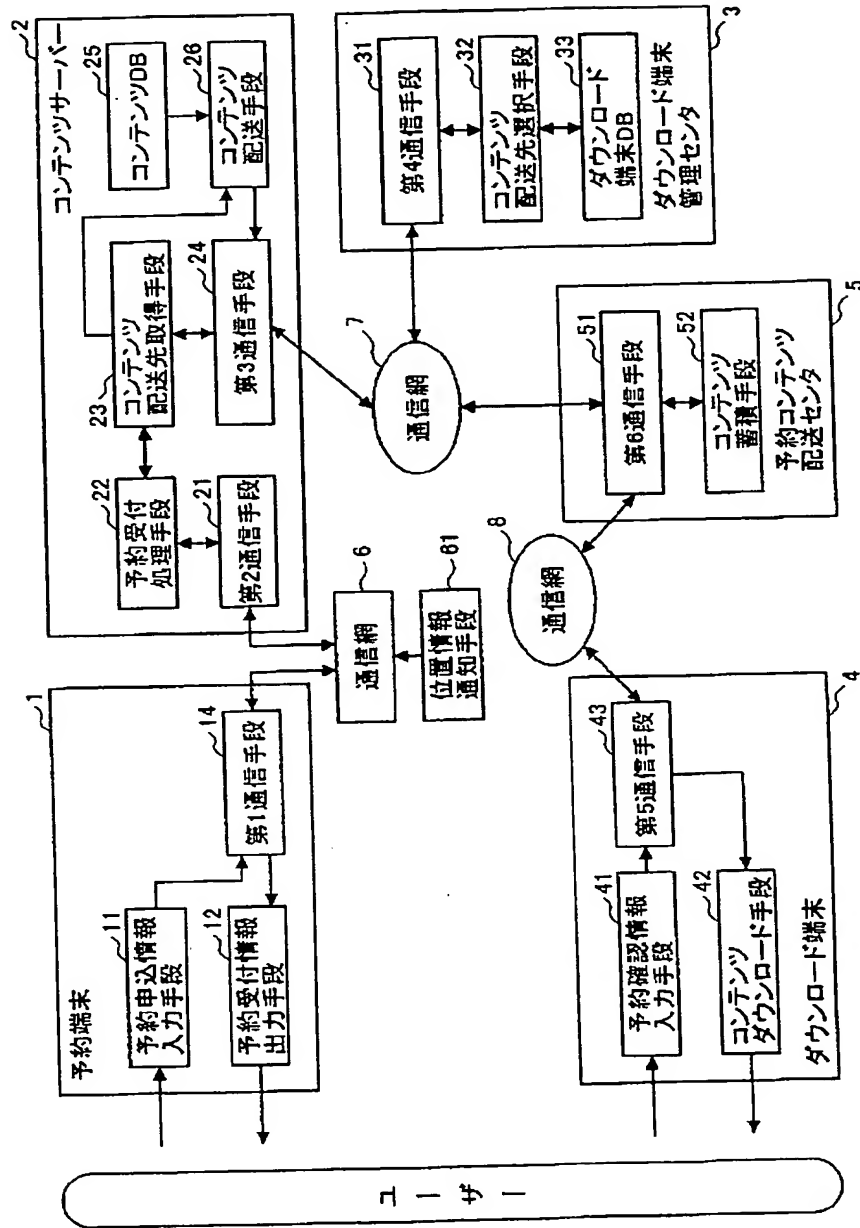 ユーザー
予約端末
1
11
予約申込情報
入力手段
12
予約受付情報
出力手段
14
第1通信手段
コンテンツサーバー
2
22
予約受付
処理手段
21
第2通信手段
23
コンテンツ
配送先取得手段
24
第3通信手段
25
コンテンツDB
26
コンテンツ
配送手段
6
通信網
61
位置情報
通知手段
7
通信網
31
第4通信手段
32
コンテンツ
配送先選択手段
33
ダウンロード
端末DB
ダウンロード端末
管理センタ
3
ダウンロード端末
4
41
予約確認情報
入力手段
42
コンテンツ
ダウンロード手段
43
第5通信手段
8
通信網
51
第6通信手段
52
コンテンツ
蓄積手段
予約コンテンツ
配送センタ
5